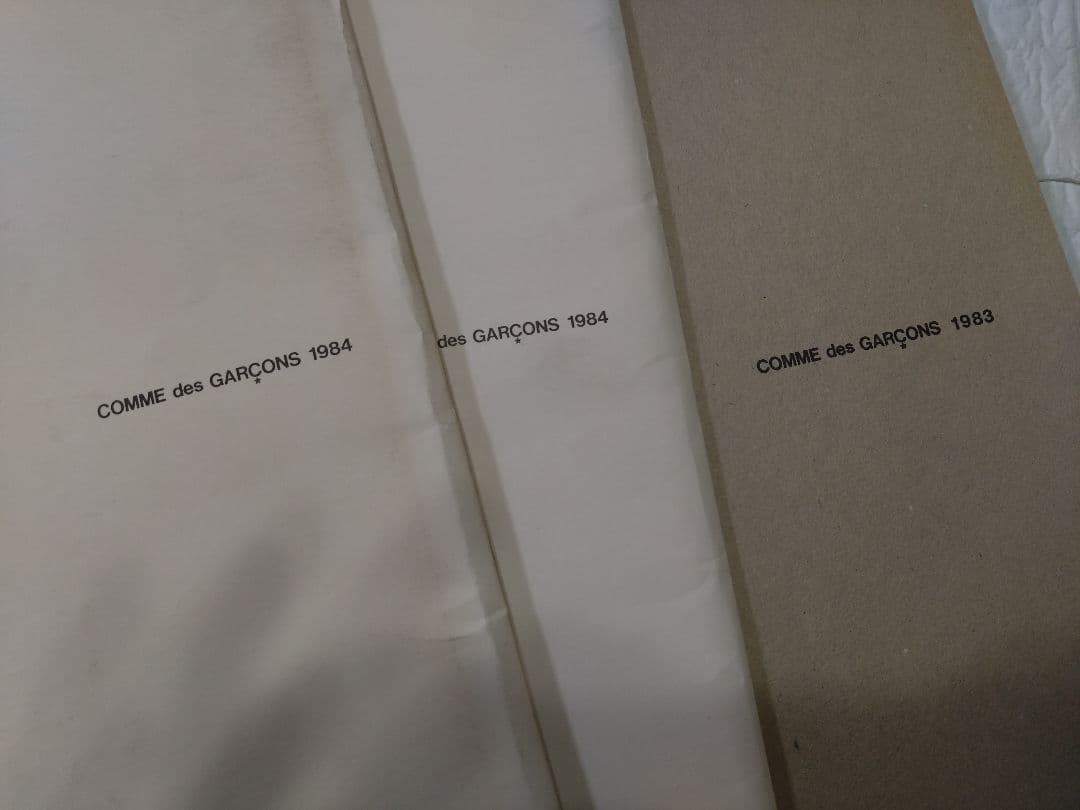 COMME des GARÇONS 1984
des GARÇONS 1984
COMME des GARÇONS 1983